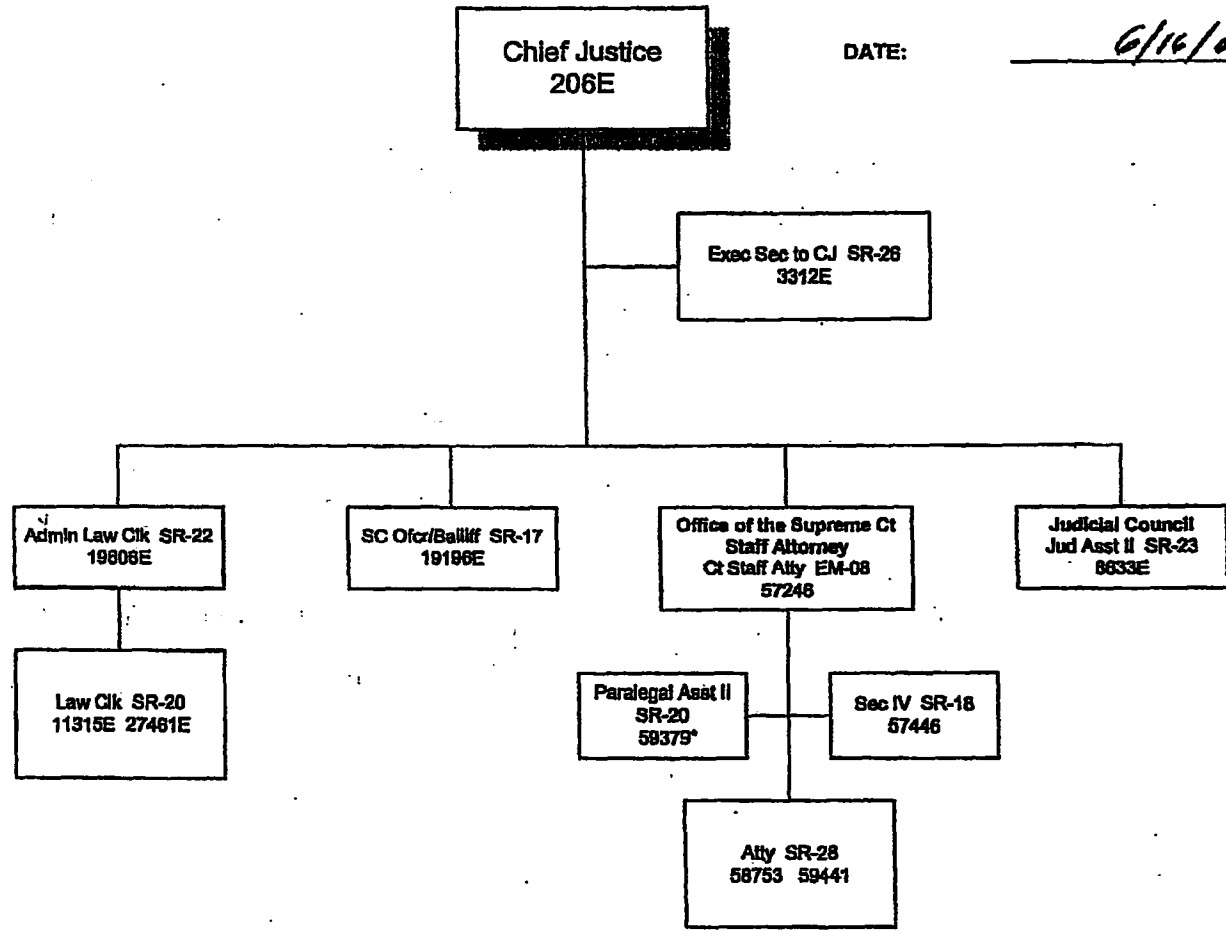 Chief Justice
206E
DATE:
6/16/
Exec Sec to CJ SR-26
3312E
Admin Law Clk SR-22
19606E
SC Ofcr/Bailiff SR-17
19196E
Office of the Supreme Ct
Staff Attorney
Ct Staff Atty EM-08
57246
Judicial Council
Jud Asst II SR-23
8633E
Law Clk SR-20
11315E 27461E
Paralegal Asst II
SR-20
59379*
Sec IV SR-18
57446
Atty SR-28
58753 59441